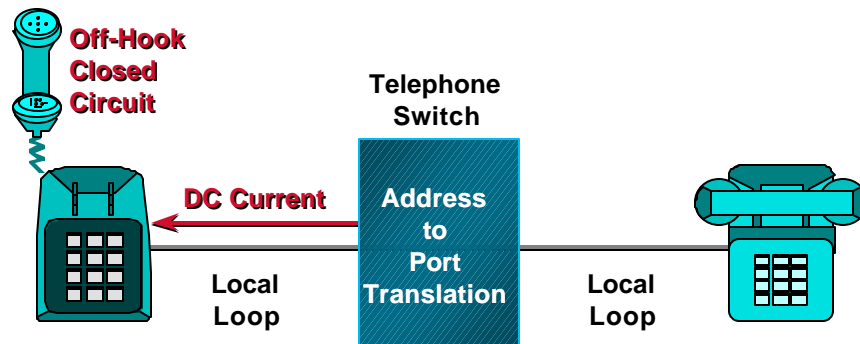 Off-Hook
Closed
Circuit
Telephone
Switch
DC Current
Address
to
Port
Translation
Local
Loop
Local
Loop